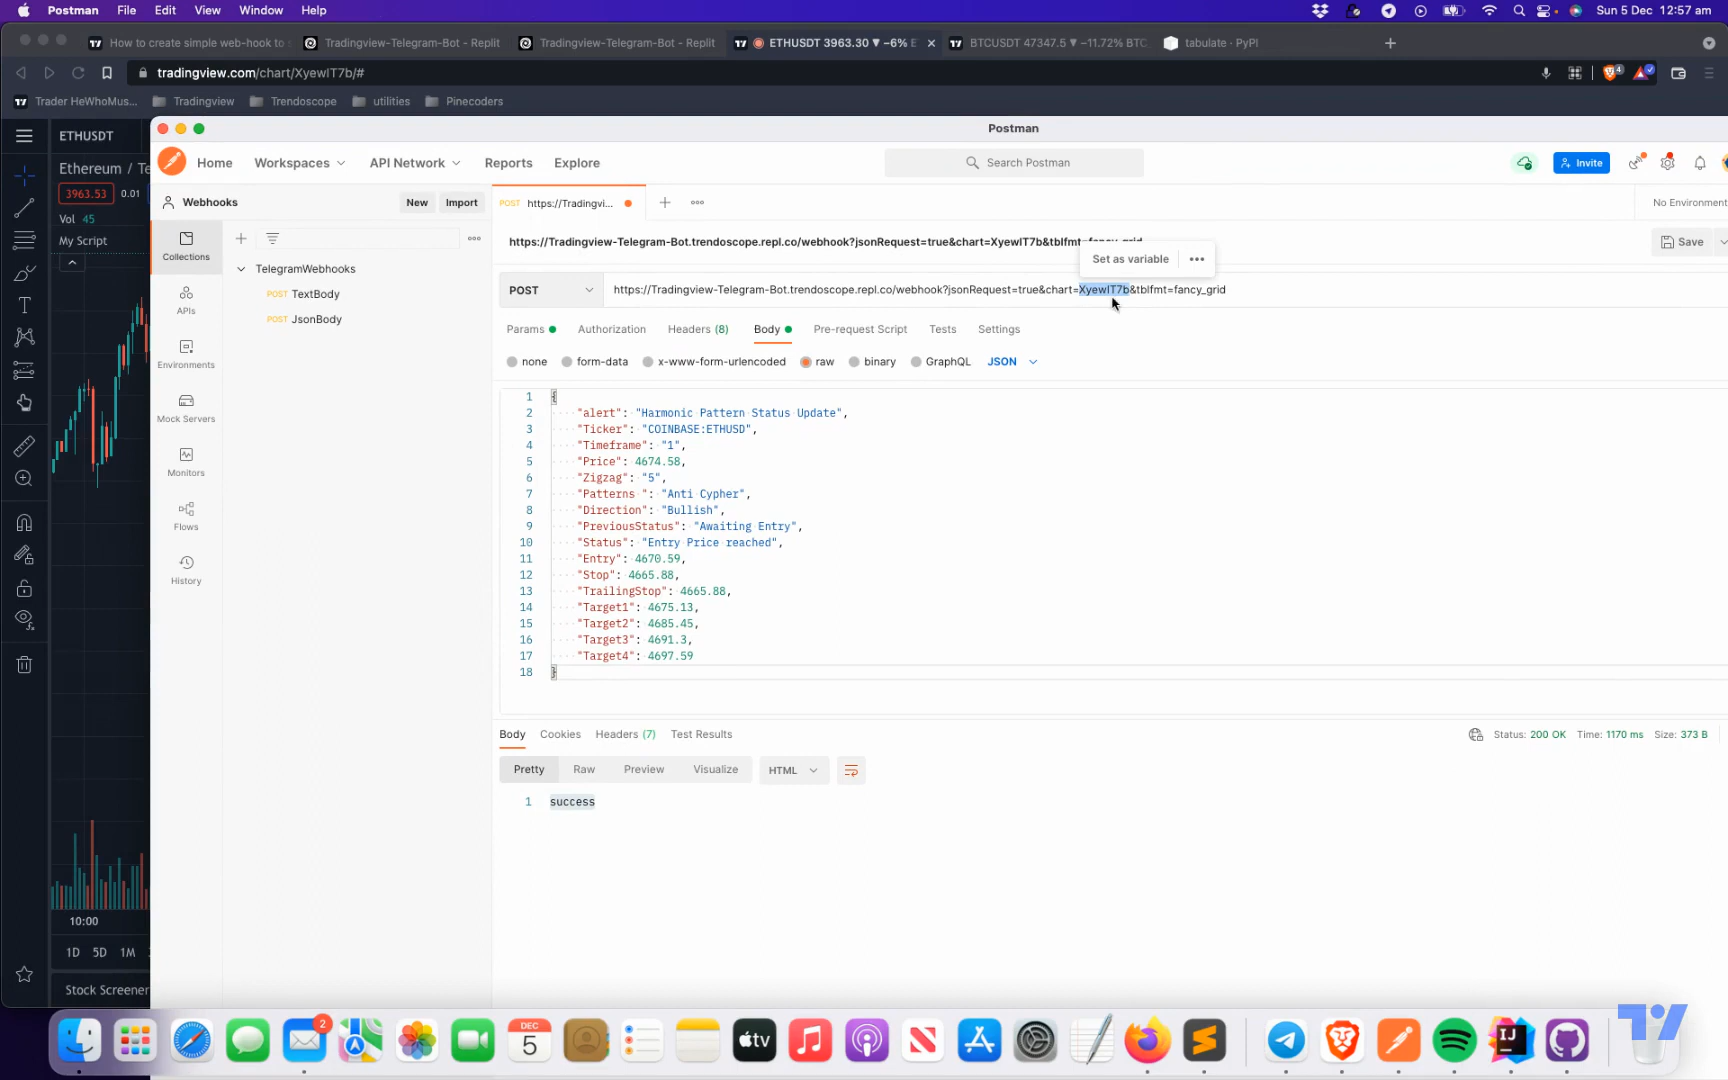 Postman File Edit View Window Help Sun 5 Dec 12:57 am
How to create simple web-hook to Tradingview-Telegram-Bot - Replit Tradingview-Telegram-Bot - Replit ETHUSDT 3963.30 ▼ −6% E BTCUSDT 47347.5 ▼ −11.72% BTC tabulate · PyPI
tradingview.com/chart/XyewIT7b/# 4
Trader HeWhoMus... Tradingview Trendoscope utilities Pinecoders
ETHUSDT
Postman
Ethereum / Te
3963.53 0.01
Vol 45
My Script
10:00
1D 5D 1M
Stock Screener
Home Workspaces API Network Reports Explore Search Postman Invite
Webhooks New Import
POST https://Tradingvi...
No Environmen
Collections
APIs
Environments
Mock Servers
Monitors
Flows
History
TelegramWebhooks
POST TextBody
POST JsonBody
https://Tradingview-Telegram-Bot.trendoscope.repl.co/webhook?jsonRequest=true&chart=XyewIT7b&tblfmt=fancy_grid
Save
Set as variable
POST https://Tradingview-Telegram-Bot.trendoscope.repl.co/webhook?jsonRequest=true&chart=XyewIT7b&tblfmt=fancy_grid
Params Authorization Headers (8) Body Pre-request Script Tests Settings
none form-data x-www-form-urlencoded raw binary GraphQL JSON
1 {
2 "alert": "Harmonic Pattern Status Update",
3 "Ticker": "COINBASE:ETHUSD",
4 "Timeframe": "1",
5 "Price": 4674.58,
6 "Zigzag": "5",
7 "Patterns ": "Anti Cypher",
8 "Direction": "Bullish",
9 "PreviousStatus": "Awaiting Entry",
10 "Status": "Entry Price reached",
11 "Entry": 4670.59,
12 "Stop": 4665.88,
13 "TrailingStop": 4665.88,
14 "Target1": 4675.13,
15 "Target2": 4685.45,
16 "Target3": 4691.3,
17 "Target4": 4697.59
18 }
Body Cookies Headers (7) Test Results Status: 200 OK Time: 1170 ms Size: 373 B
Pretty Raw Preview Visualize HTML
1 success
2
DEC
5
tv
IJ